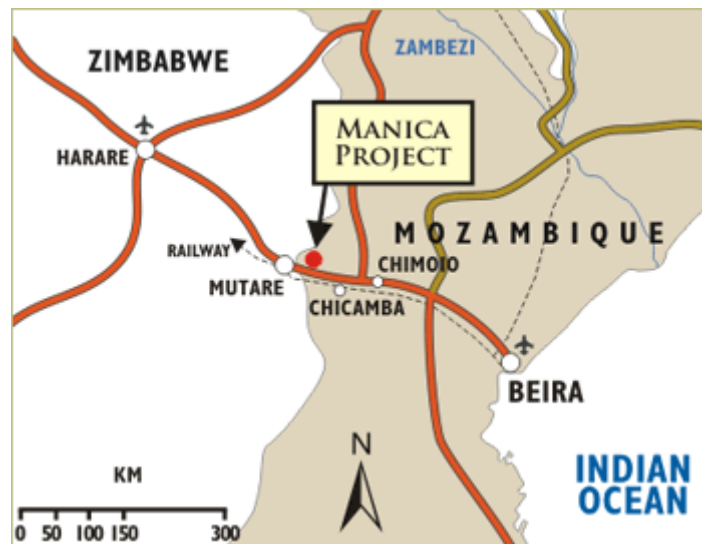 ZIMBABWE
ZAMBEZI
MANICA
PROJECT
HARARE
MOZAMBIQUE
RAILWAY
CHIMOIO
MUTARE
CHICAMBA
BEIRA
N
KM
INDIAN
OCEAN
0 50 100 150 300